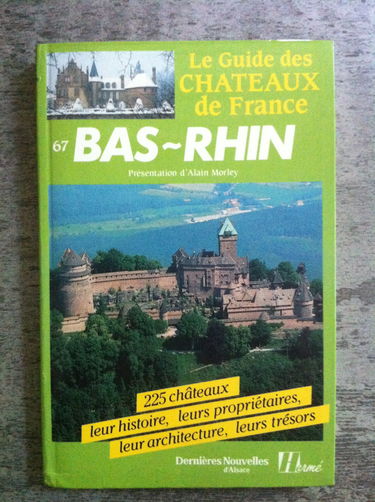 Le Guide des
CHATEAUX
de France
67 BAS~RHIN
Présentation d'Alain Morley
225 châteaux
leur histoire, leurs propriétaires,
leur architecture, leurs trésors
Dernières Nouvelles
d'Alsace
Hermé